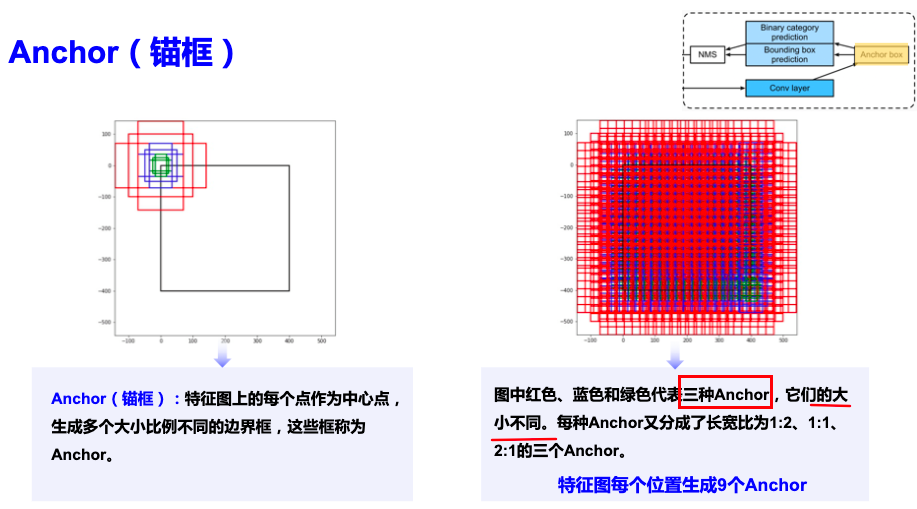 Anchor（锚框）
Binary category
prediction
NMS
Bounding box
prediction
Anchor box
Conv layer
100
0
−100
−200
−300
−400
−500
−100
0
100
200
300
400
500
100
0
−100
−200
−300
−400
−500
−100
0
100
200
300
400
500
Anchor（锚框）：特征图上的每个点作为中心点，
生成多个大小比例不同的边界框，这些框称为
Anchor。
图中红色、蓝色和绿色代表三种Anchor，它们的大
小不同。每种Anchor又分成了长宽比为1:2、1:1、
2:1的三个Anchor。
特征图每个位置生成9个Anchor